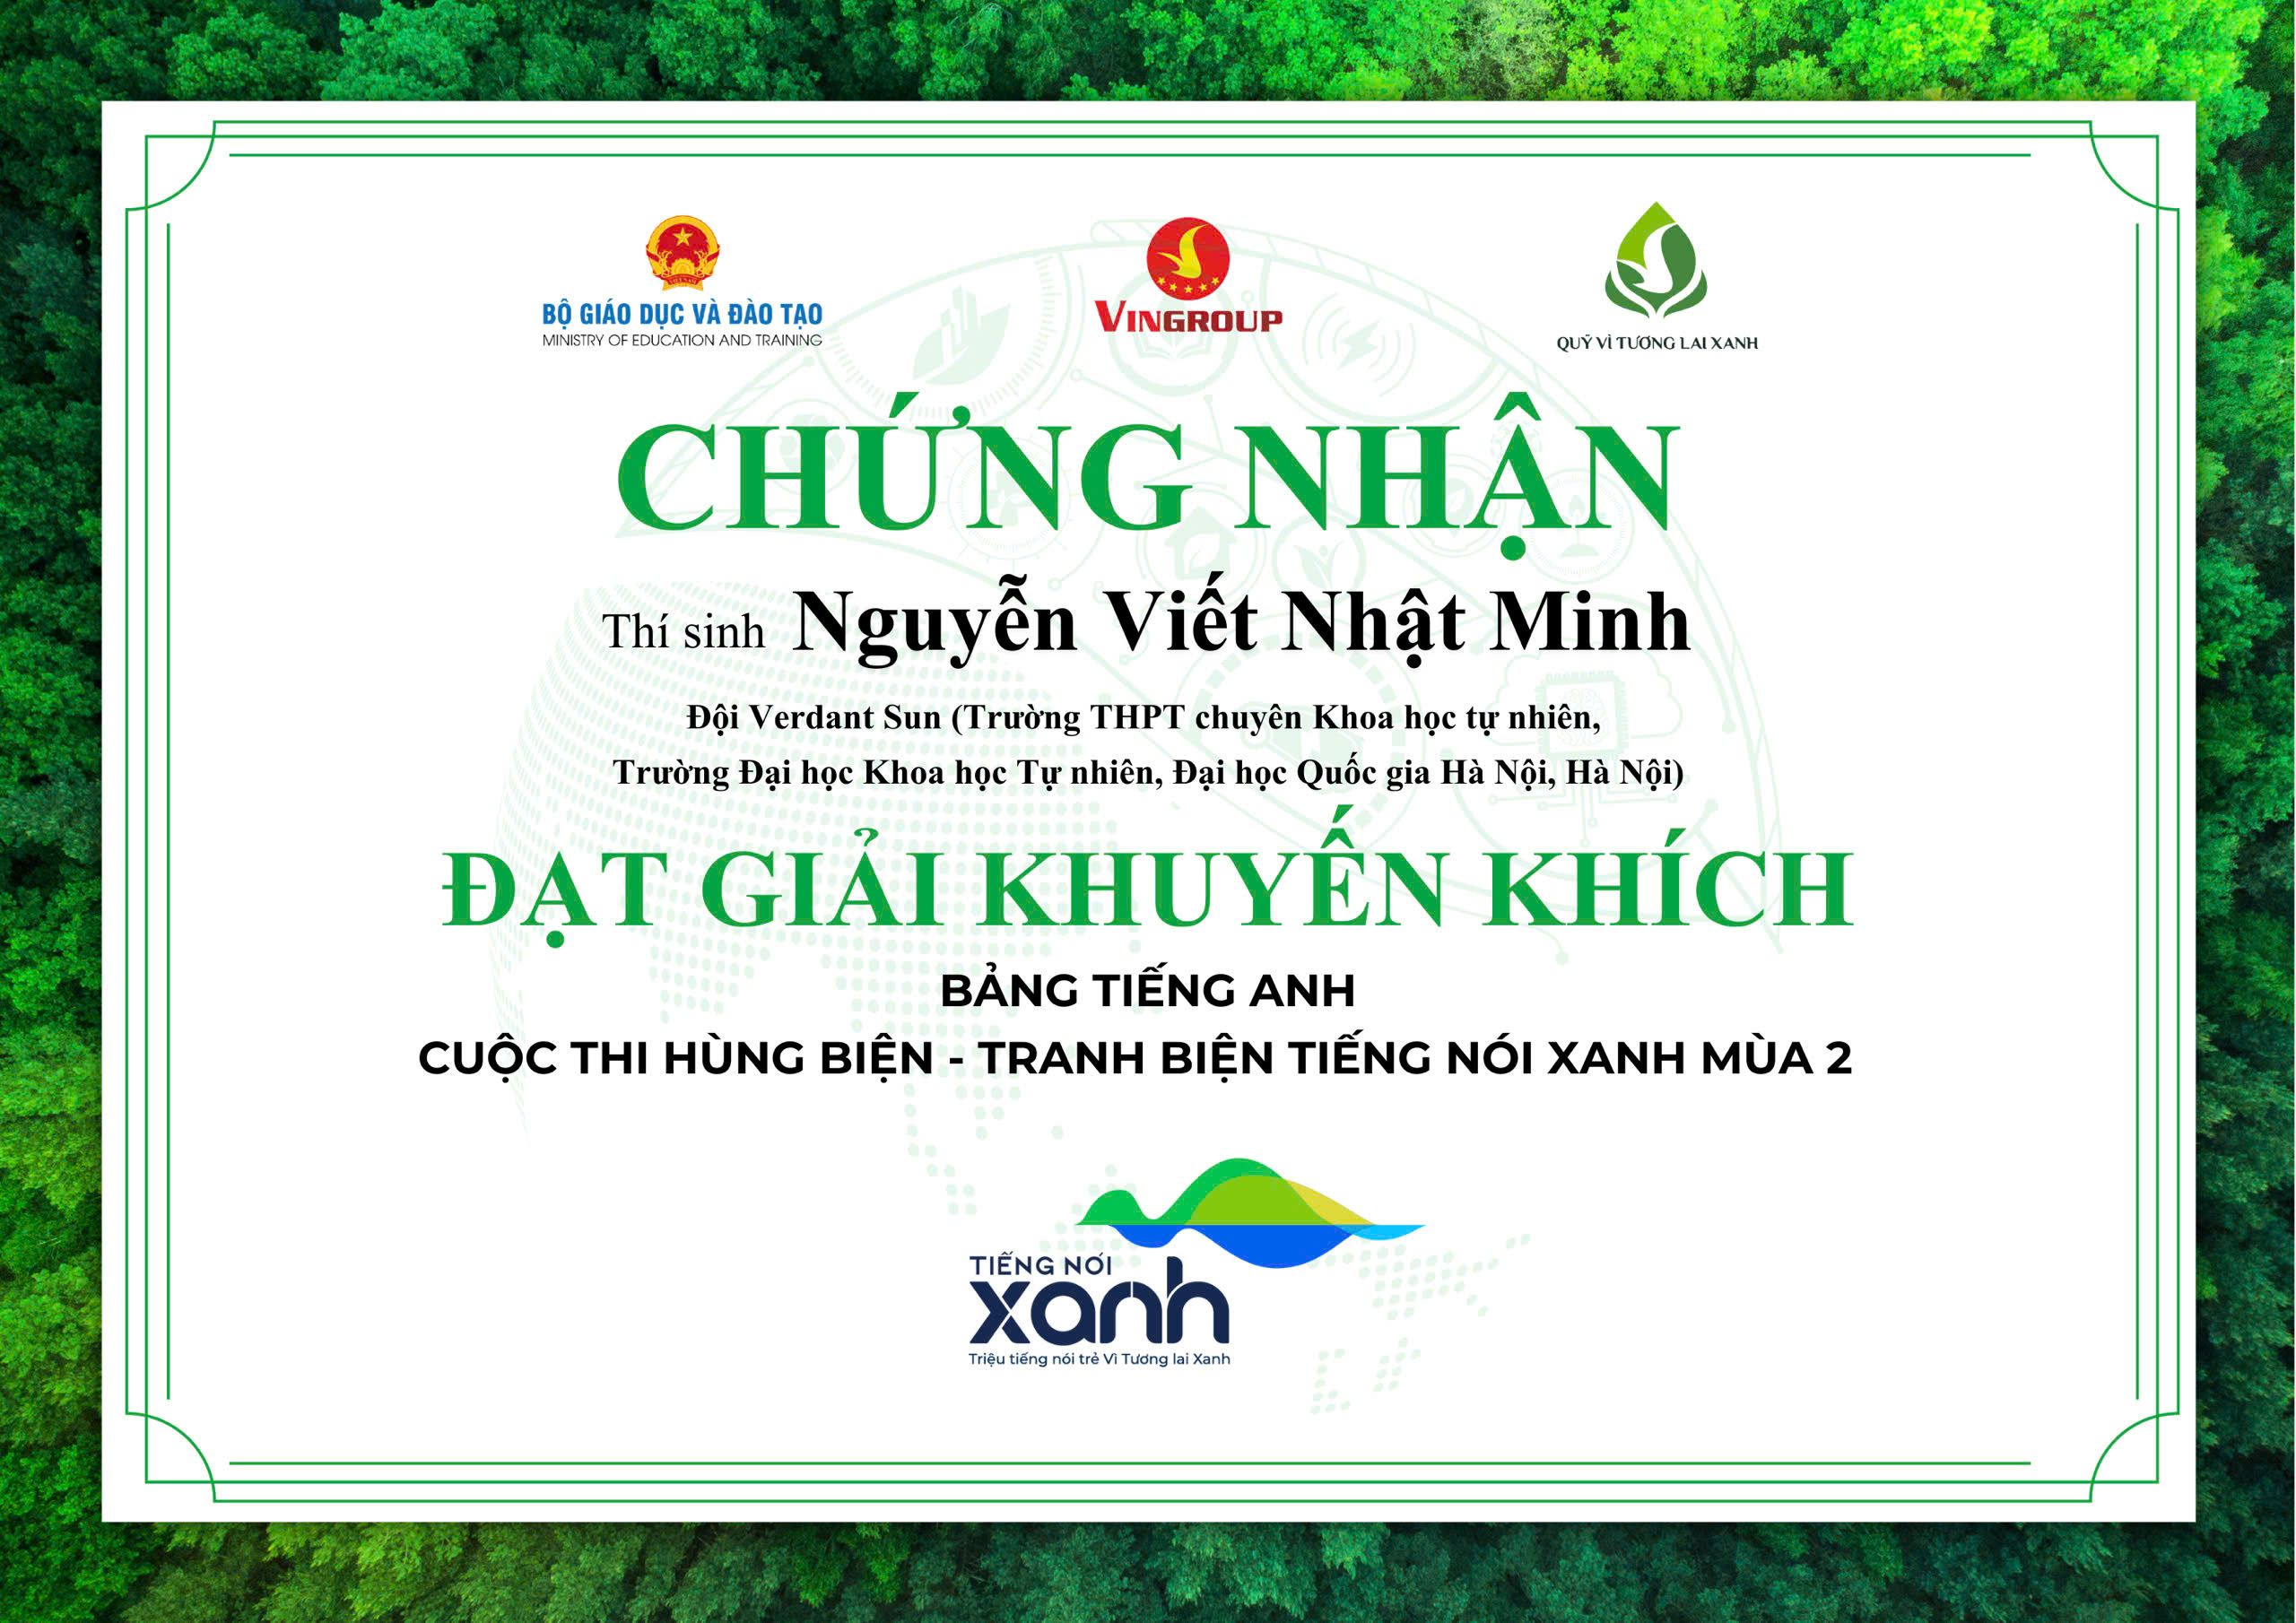 BỘ GIÁO DỤC VÀ ĐÀO TẠO
MINISTRY OF EDUCATION AND TRAINING
VINGROUP
QUỸ VÌ TƯƠNG LAI XANH
CHỨNG NHẬN
Thí sinh Nguyễn Viết Nhật Minh
Đội Verdant Sun (Trường THPT chuyên Khoa học tự nhiên,
Trường Đại học Khoa học Tự nhiên, Đại học Quốc gia Hà Nội, Hà Nội)
ĐẠT GIẢI KHUYẾN KHÍCH
BẢNG TIẾNG ANH
CUỘC THI HÙNG BIỆN - TRANH BIỆN TIẾNG NÓI XANH MÙA 2
TIẾNG NÓI
xanh
Triệu tiếng nói trẻ Vì Tương lai Xanh